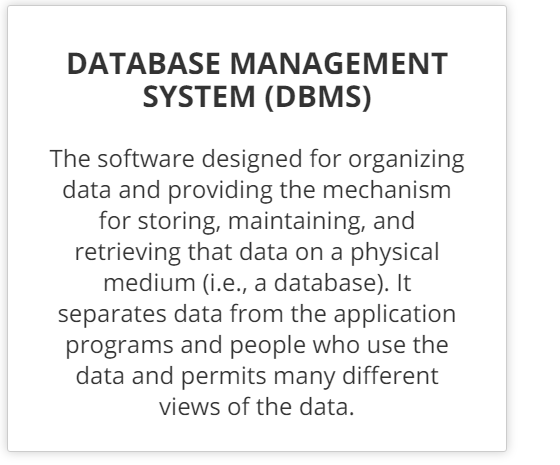 DATABASE MANAGEMENT
SYSTEM (DBMS)
The software designed for organizing
data and providing the mechanism
for storing, maintaining, and
retrieving that data on a physical
medium (i.e., a database). It
separates data from the application
programs and people who use the
data and permits many different
views of the data.